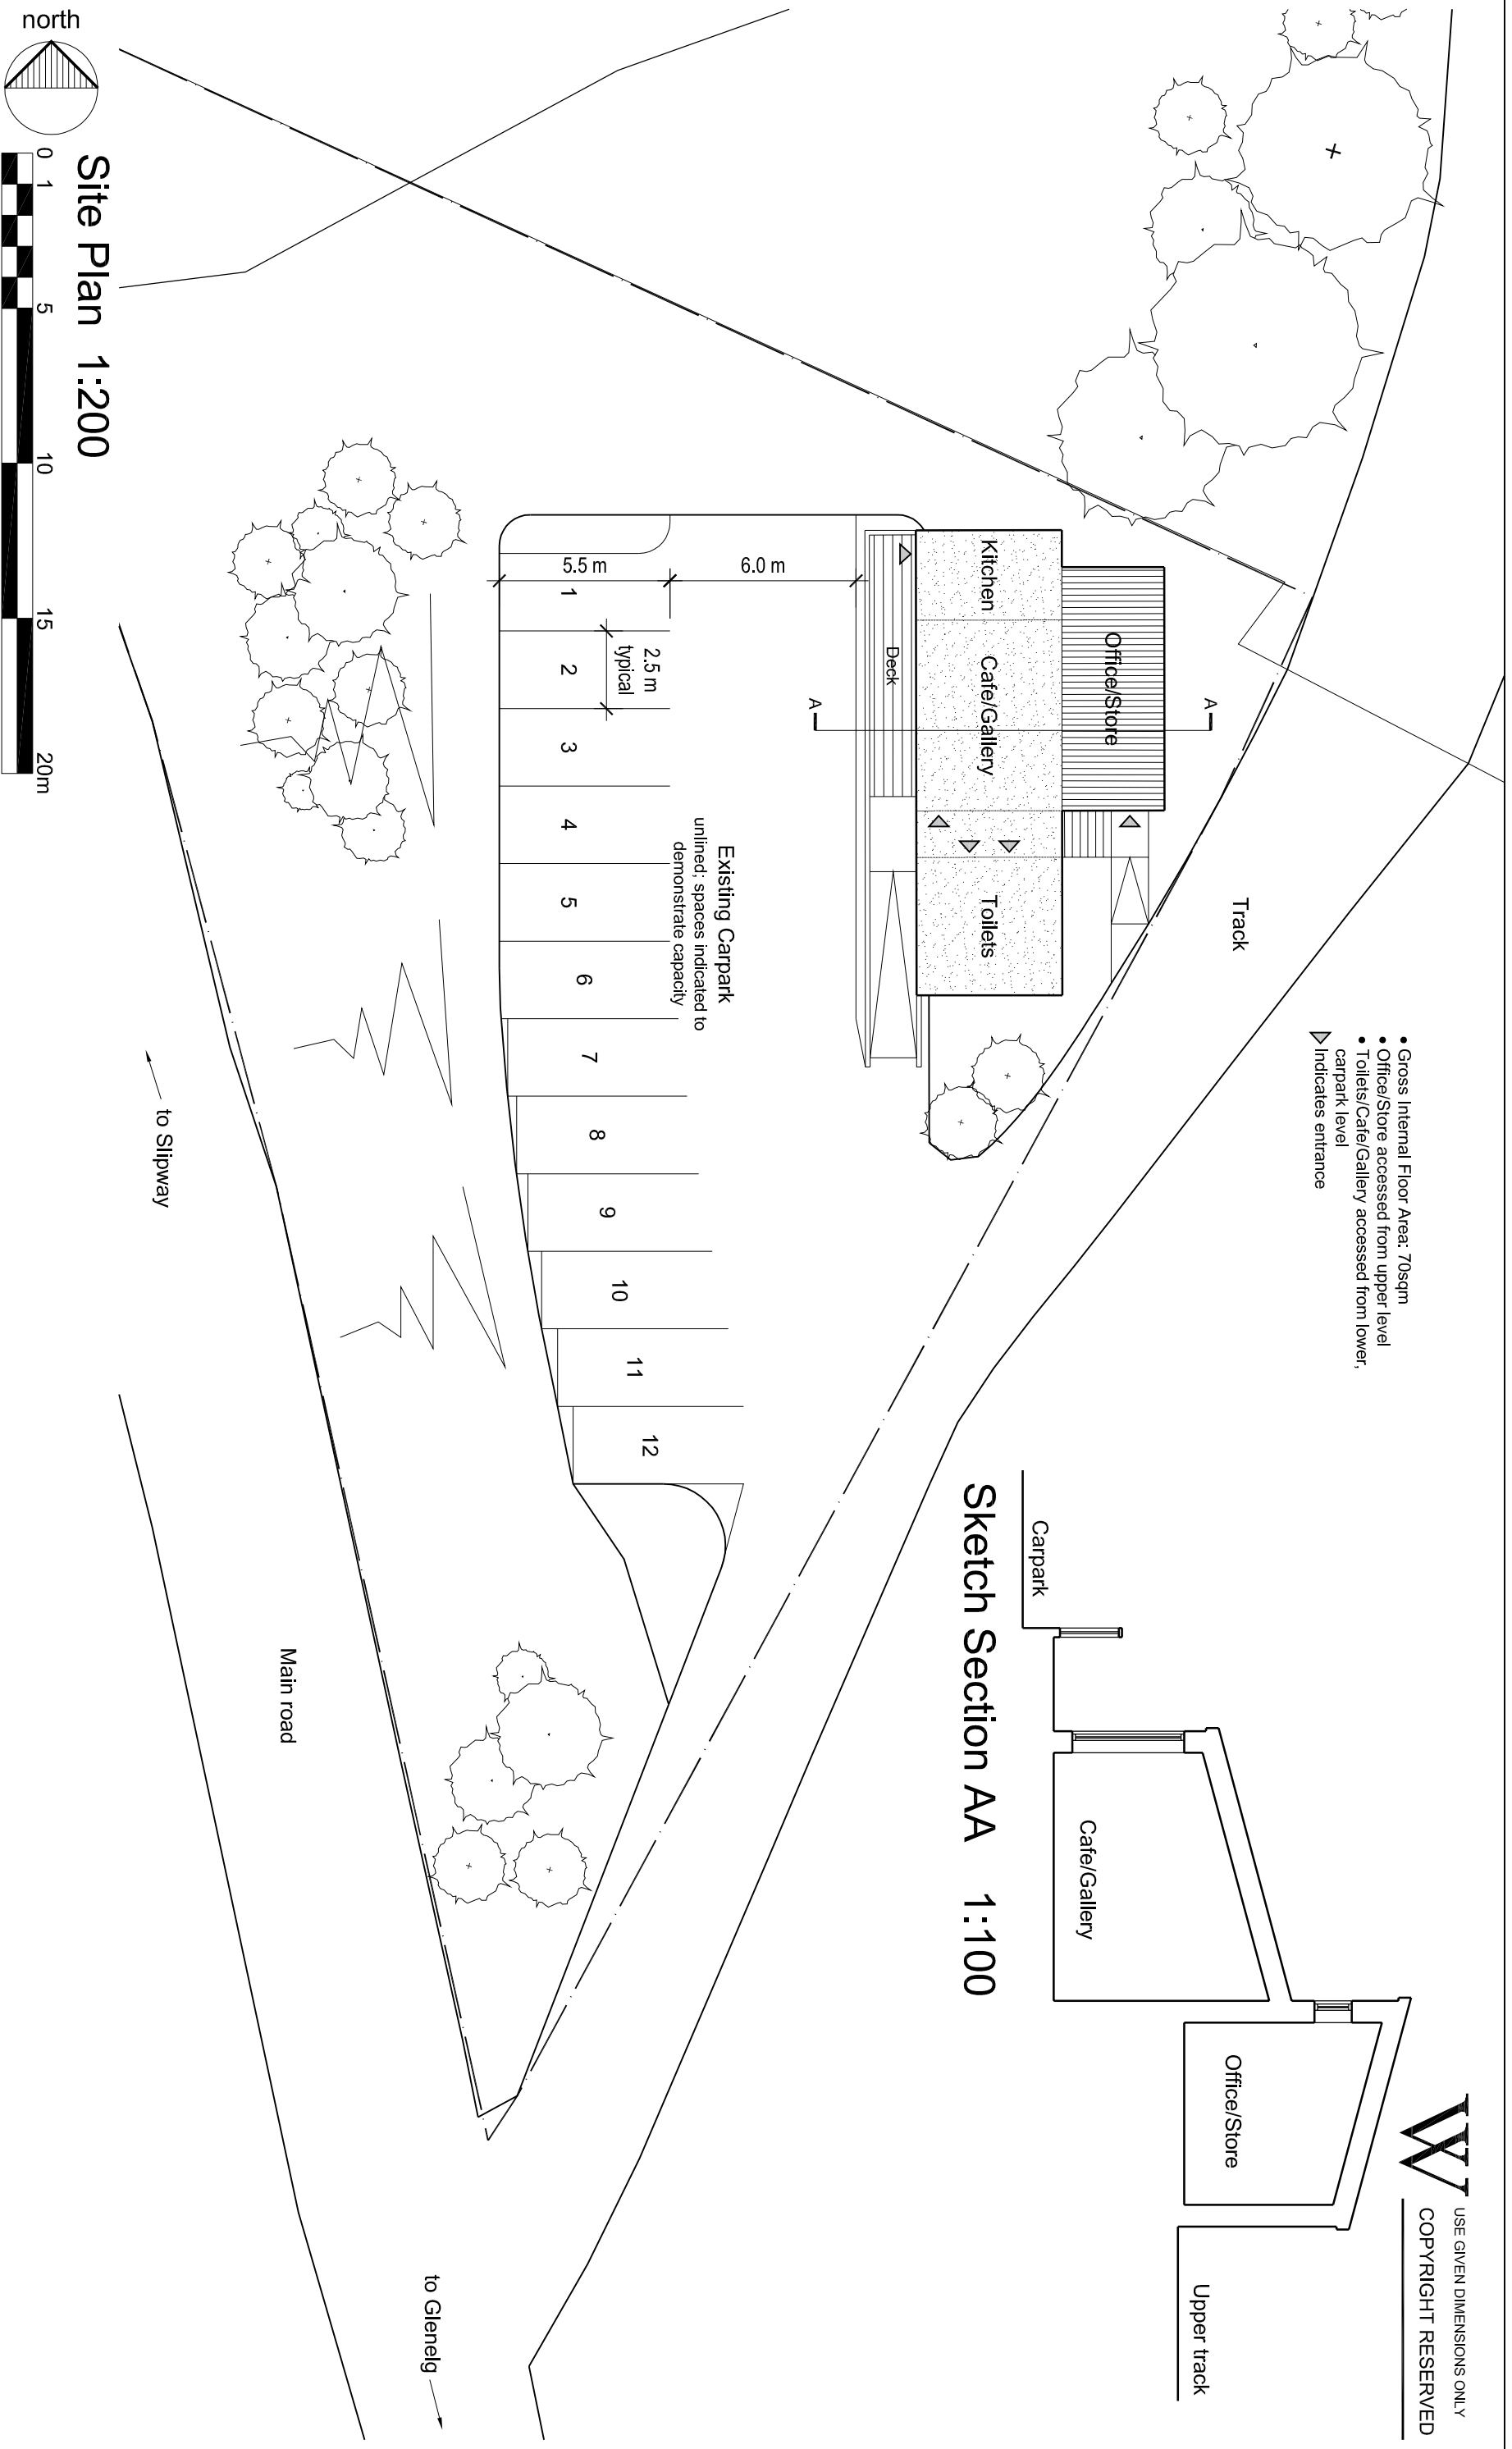 USE GIVEN DIMENSIONS ONLY
COPYRIGHT RESERVED
W
• Gross Internal Floor Area: 70sqm
• Office/Store accessed from upper level
• Toilets/Cafe/Gallery accessed from lower,
carpark level
Indicates entrance
Track
A
A
Office/Store
Kitchen
Cafe/Gallery
Toilets
Deck
6.0 m
5.5 m
2.5 m
typical
Existing Carpark
unlined; spaces indicated to
demonstrate capacity
1
2
3
4
5
6
7
8
9
10
11
12
Carpark
Cafe/Gallery
Office/Store
Upper track
Sketch Section AA 1:100
to Slipway
Main road
to Glenelg
Site Plan 1:200
north
0 1 5 10 15 20m